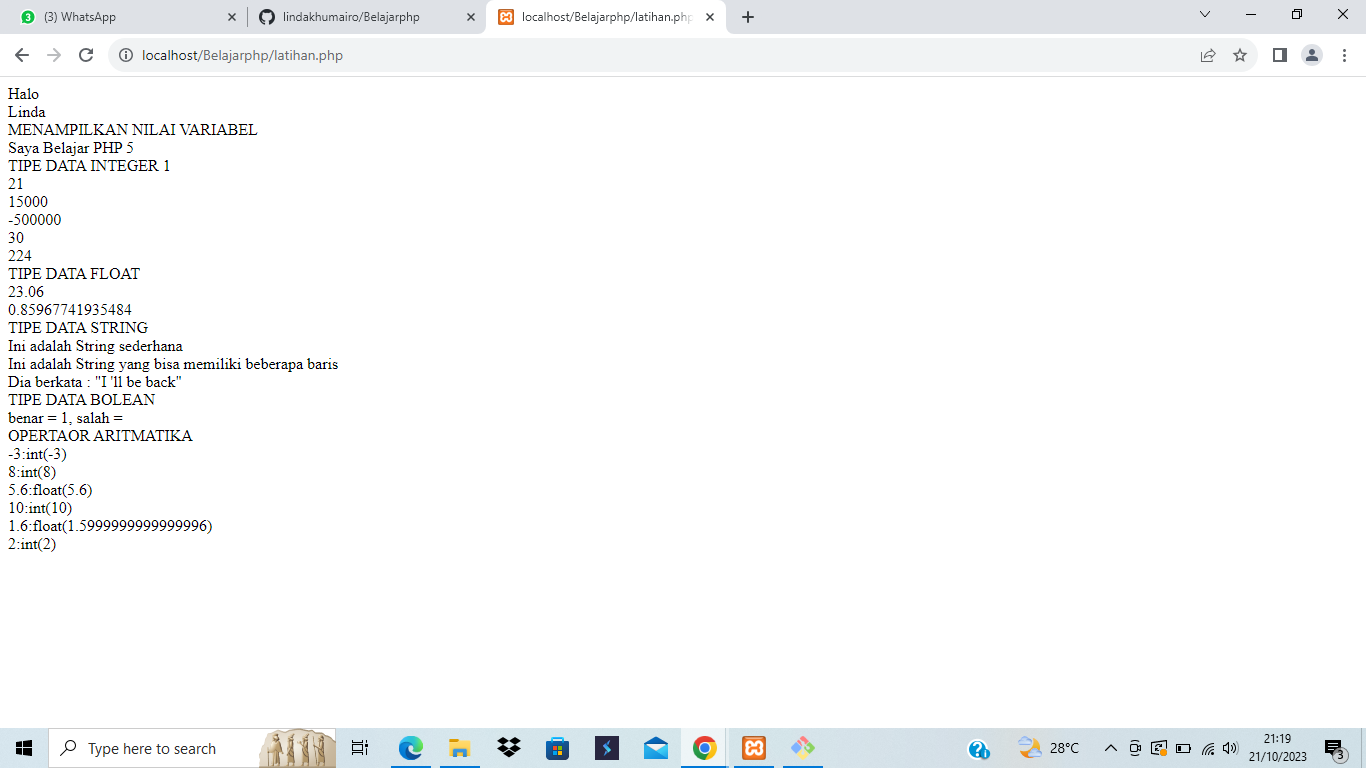 (3) WhatsApp
lindakhumairo/Belajarphp
localhost/Belajarphp/latihan.php
localhost/Belajarphp/latihan.php
Halo
Linda
MENAMPILKAN NILAI VARIABEL
Saya Belajar PHP 5
TIPE DATA INTEGER 1
21
15000
-500000
30
224
TIPE DATA FLOAT
23.06
0.85967741935484
TIPE DATA STRING
Ini adalah String sederhana
Ini adalah String yang bisa memiliki beberapa baris
Dia berkata : "I 'll be back"
TIPE DATA BOLEAN
benar = 1, salah =
OPERTAOR ARITMATIKA
-3:int(-3)
8:int(8)
5.6:float(5.6)
10:int(10)
1.6:float(1.5999999999999996)
2:int(2)
Type here to search
28°C
21:19
21/10/2023
3